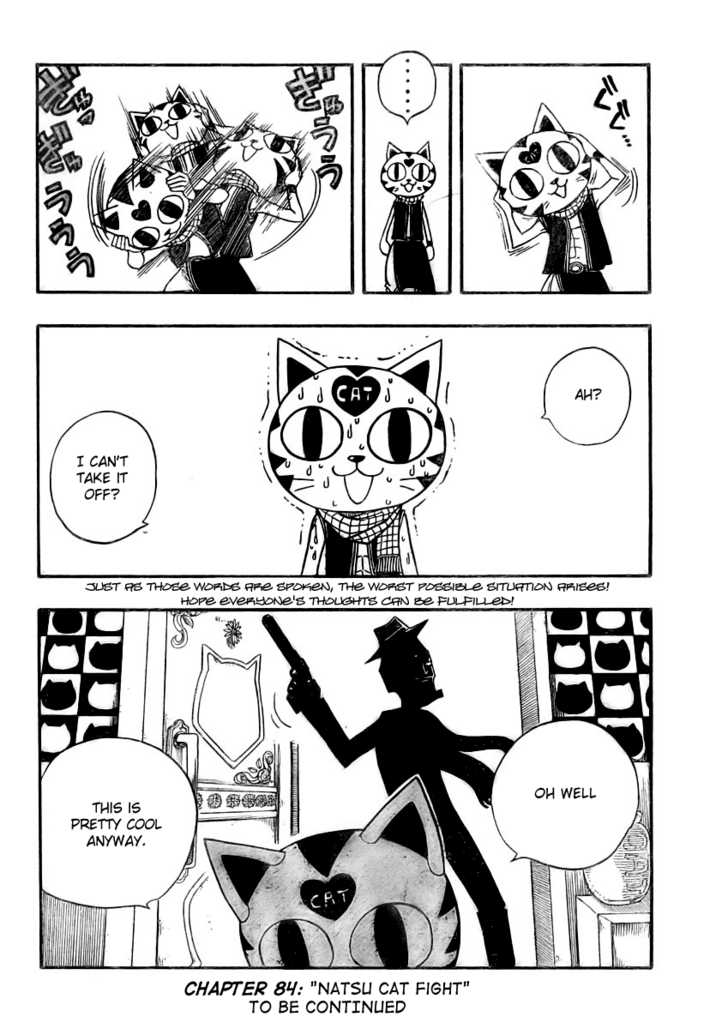 ぐぐ…
......
ぎゅうう
ぎゅっ
ぎゅうううう
AH?
CAT
I CAN'T
TAKE IT
OFF?
JUST AS THOSE WORDS ARE SPOKEN, THE WORST POSSIBLE SITUATION ARISES!
HOPE EVERYONE'S THOUGHTS CAN BE FULFILLED!
OH WELL
THIS IS
PRETTY COOL
ANYWAY.
CAT
CHAPTER 84: "NATSU CAT FIGHT"
TO BE CONTINUED